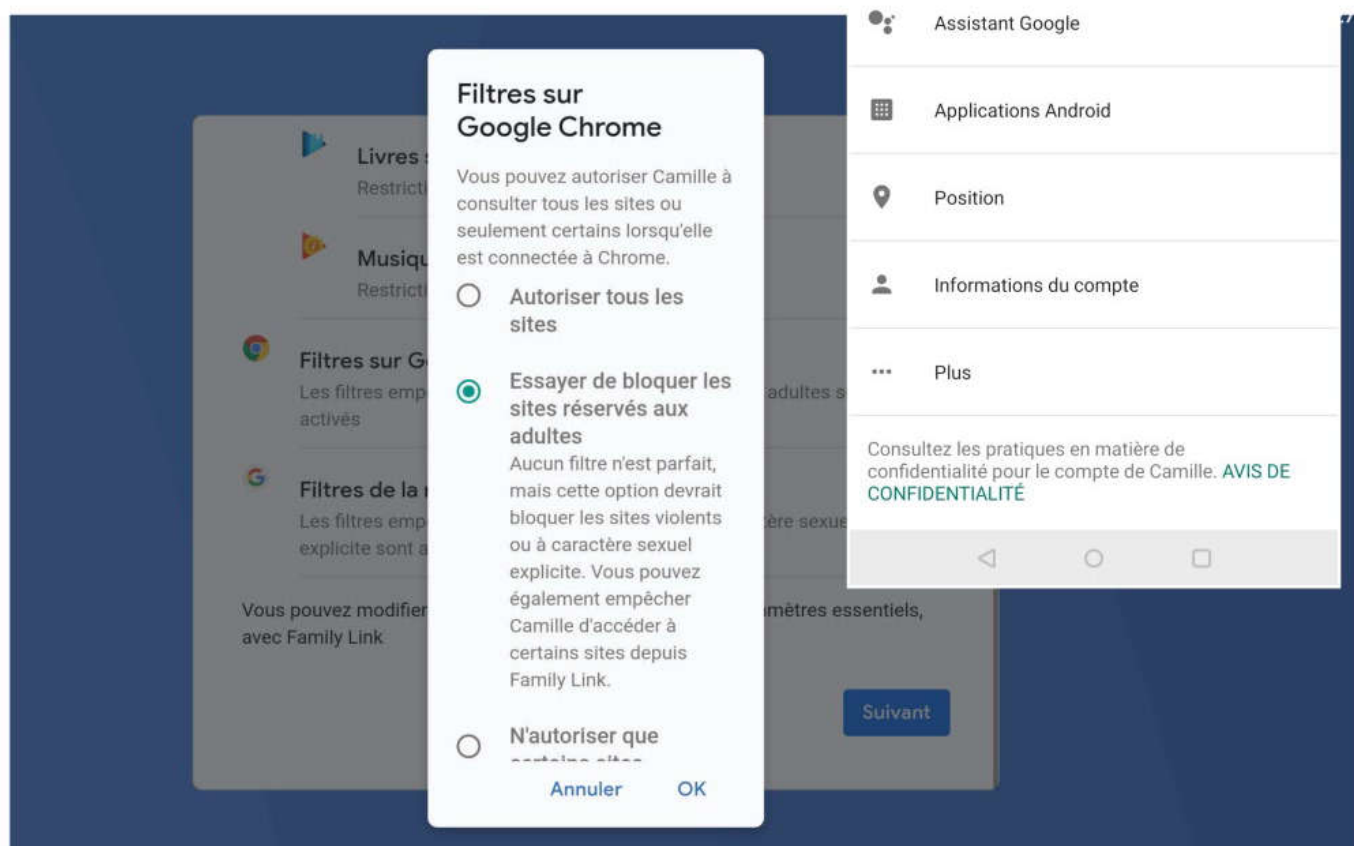 Filtres sur
Google Chrome
Vous pouvez autoriser Camille à
consulter tous les sites ou
seulement certains lorsqu'elle
est connectée à Chrome.
Autoriser tous les
sites
Essayer de bloquer les
sites réservés aux
adultes
Aucun filtre n'est parfait,
mais cette option devrait
bloquer les sites violents
ou à caractère sexuel
explicite. Vous pouvez
également empêcher
Camille d'accéder à
certains sites depuis
Family Link.
N'autoriser que
certains sites
Annuler OK
Livres
Restricti
Musiqu
Restricti
Filtres sur G
Les filtres emp
adultes s
activés
Filtres de la
Les filtres emp
ère sexue
explicite sont a
Vous pouvez modifier
mètres essentiels,
avec Family Link
Suivant
Assistant Google
Applications Android
Position
Informations du compte
Plus
Consultez les pratiques en matière de
confidentialité pour le compte de Camille. AVIS DE
CONFIDENTIALITÉ